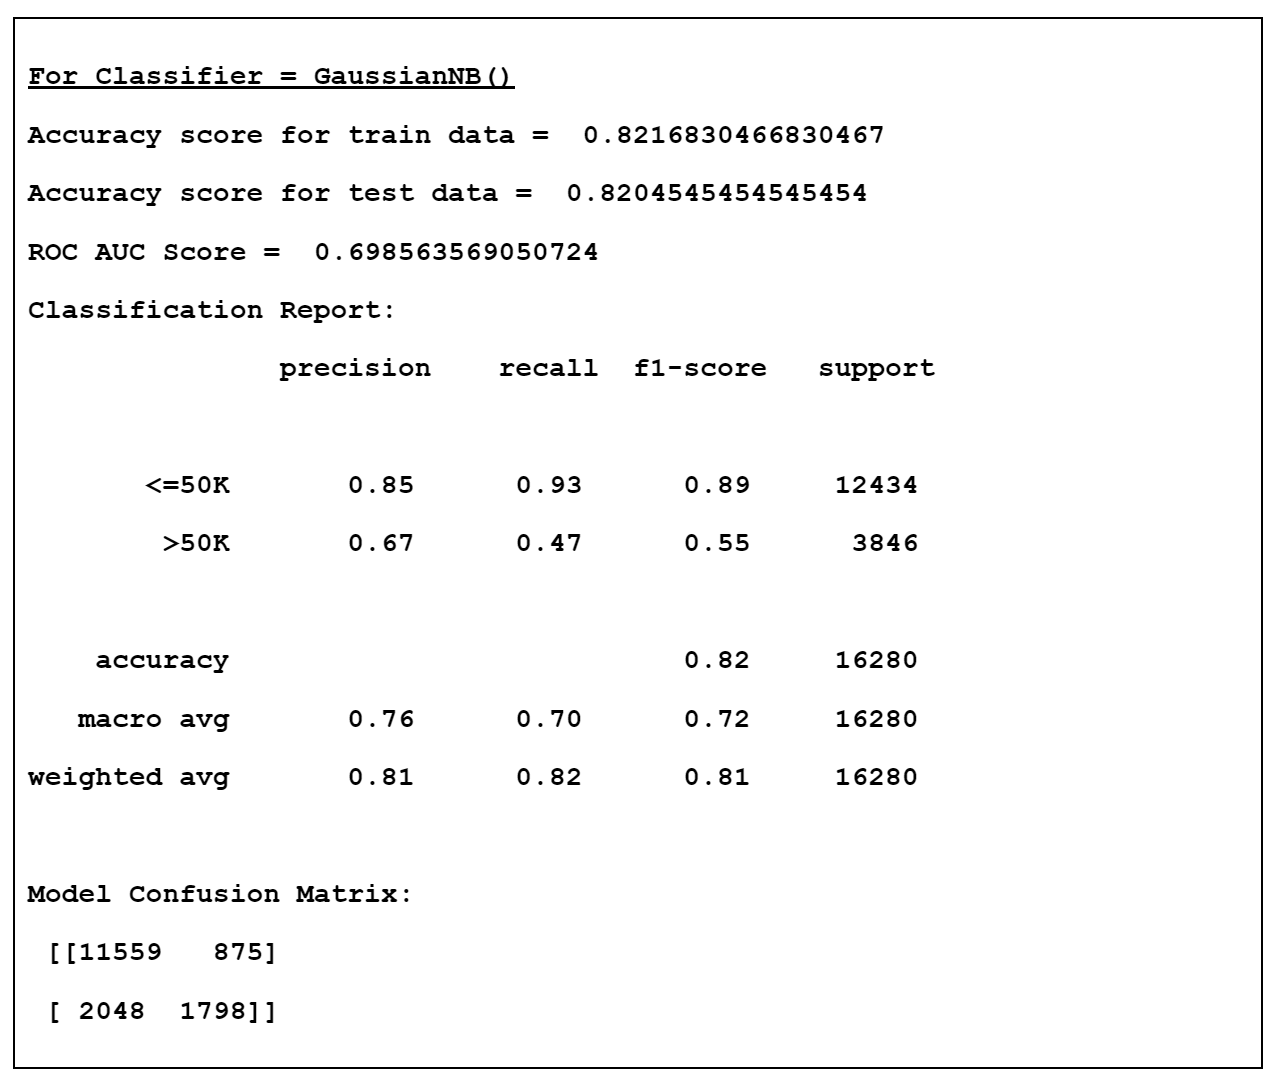 For Classifier = GaussianNB()
Accuracy score for train data =  0.8216830466830467
Accuracy score for test data =  0.8204545454545454
ROC AUC Score =  0.698563569050724
Classification Report:
               precision    recall  f1-score   support
       <=50K       0.85      0.93      0.89     12434
        >50K       0.67      0.47      0.55      3846
    accuracy                           0.82     16280
   macro avg       0.76      0.70      0.72     16280
weighted avg       0.81      0.82      0.81     16280
Model Confusion Matrix:
 [[11559   875]
 [ 2048  1798]]